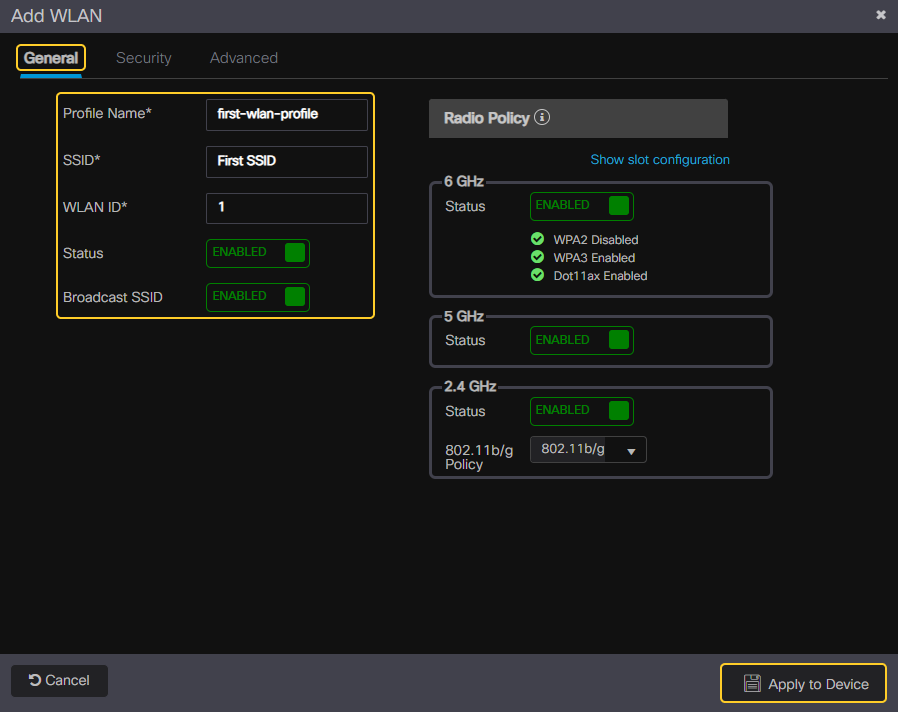 Add WLAN
General Security Advanced
Profile Name* first-wlan-profile
SSID* First SSID
WLAN ID* 1
Status ENABLED
Broadcast SSID ENABLED
Radio Policy
Show slot configuration
6 GHz
Status ENABLED
WPA2 Disabled
WPA3 Enabled
Dot11ax Enabled
5 GHz
Status ENABLED
2.4 GHz
Status ENABLED
802.11b/g 802.11b/g
Policy
Cancel Apply to Device